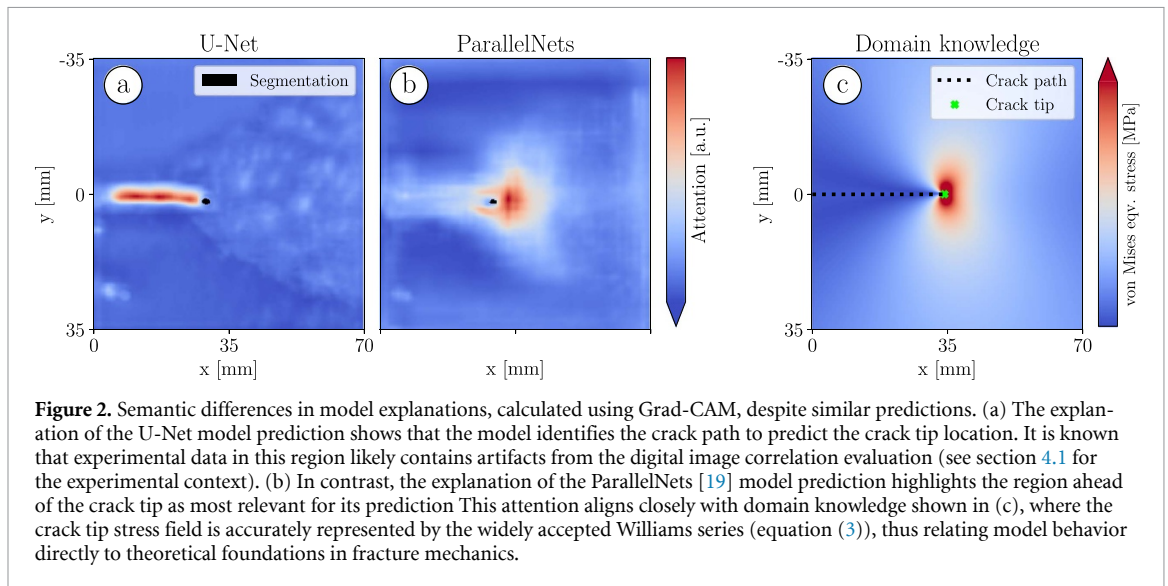 U-Net
ParallelNets
Domain knowledge
a
Segmentation
b
c
Crack path
Crack tip
-35
0
35
y [mm]
0
35
70
x [mm]
x [mm]
Attention [a.u.]
-35
0
35
y [mm]
0
35
70
x [mm]
von Mises eqv. stress [MPa]
Figure 2. Semantic differences in model explanations, calculated using Grad-CAM, despite similar predictions. (a) The explan-
ation of the U-Net model prediction shows that the model identifies the crack path to predict the crack tip location. It is known
that experimental data in this region likely contains artifacts from the digital image correlation evaluation (see section 4.1 for
the experimental context). (b) In contrast, the explanation of the ParallelNets [19] model prediction highlights the region ahead
of the crack tip as most relevant for its prediction This attention aligns closely with domain knowledge shown in (c), where the
crack tip stress field is accurately represented by the widely accepted Williams series (equation (3)), thus relating model behavior
directly to theoretical foundations in fracture mechanics.